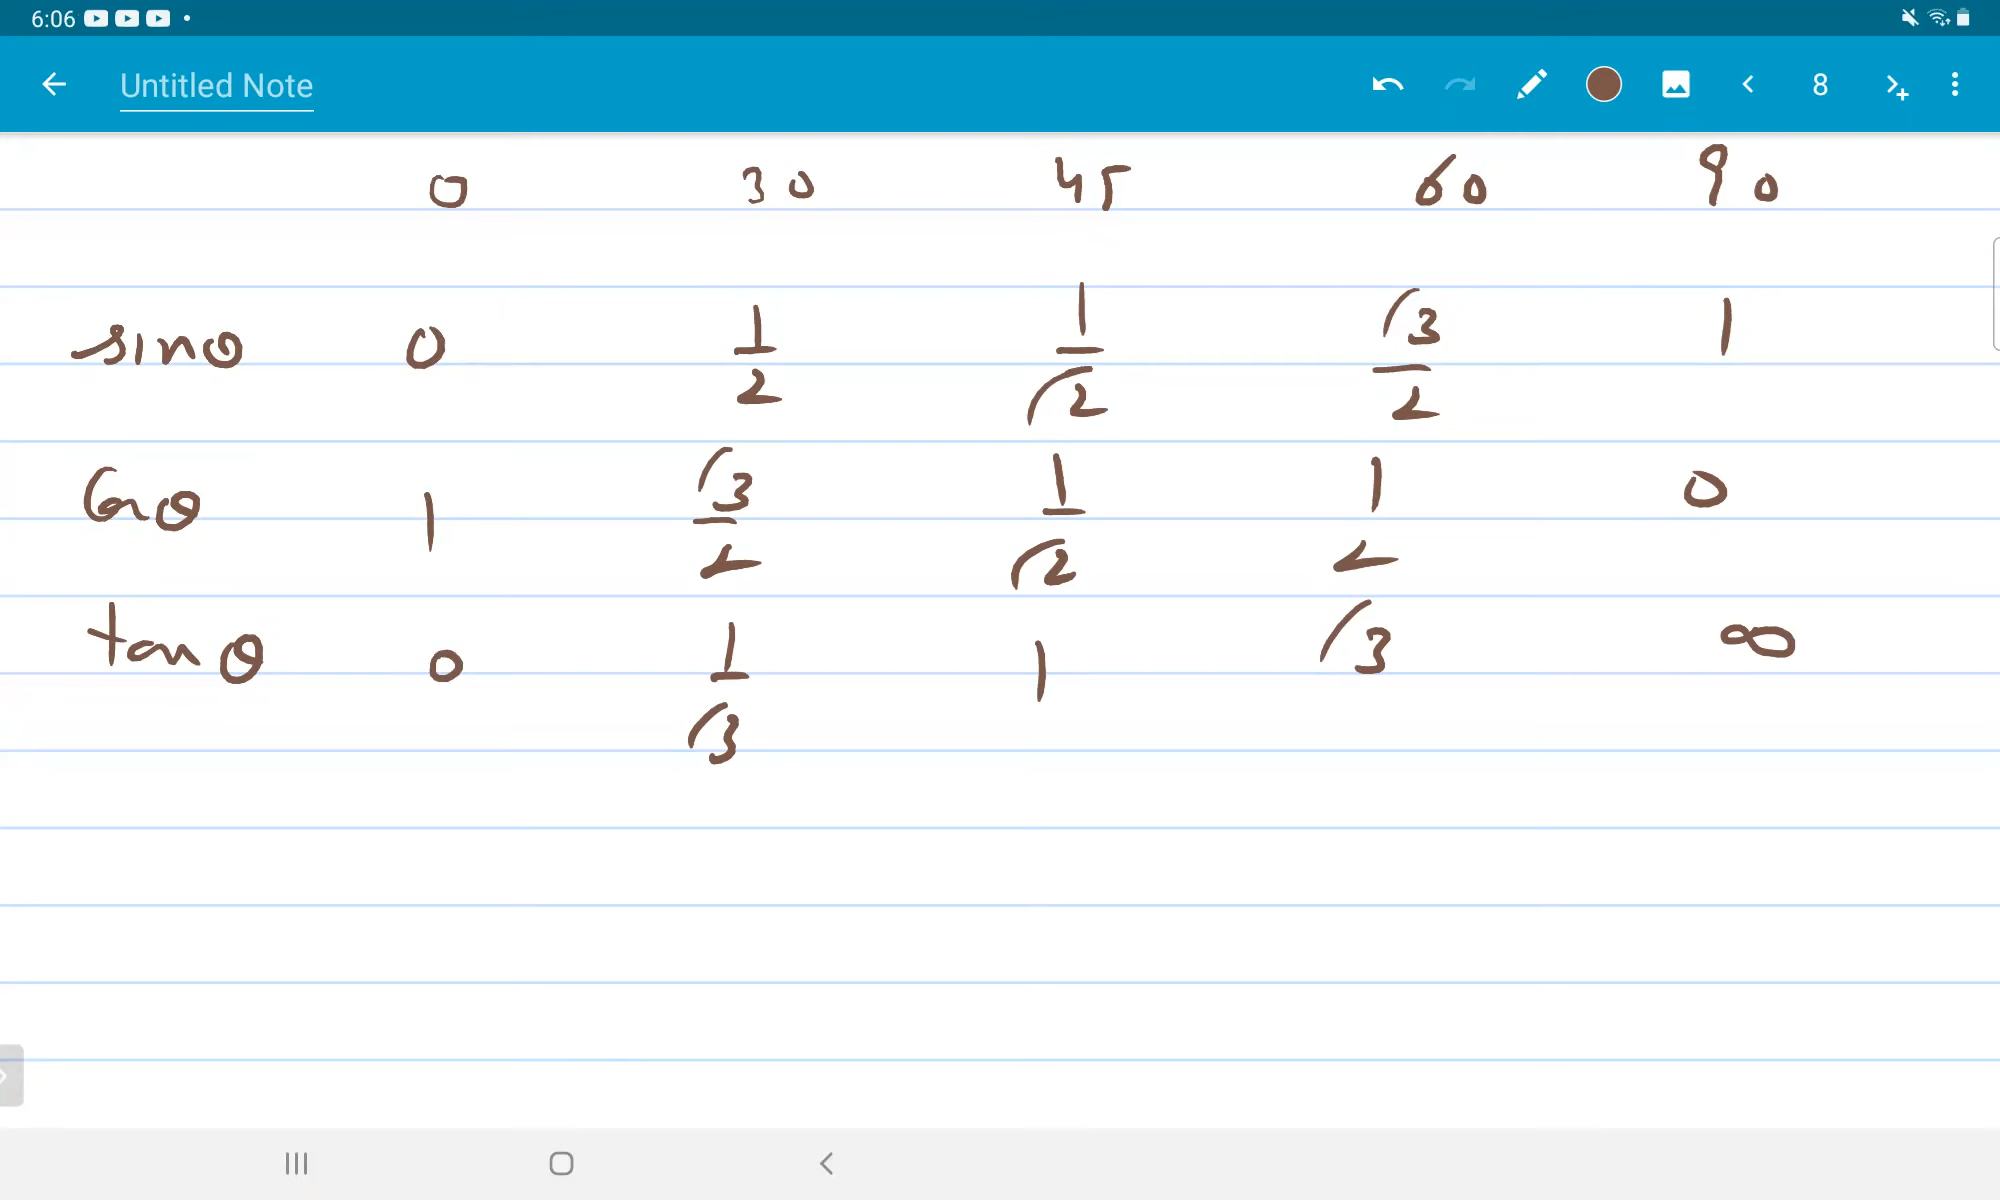 6:06
Untitled Note
8
0 30 45 60 90
sinθ 0 1/2 1/√2 √3/2 1
Cosθ 1 √3/2 1/√2 1/2 0
tanθ 0 1/√3 1 √3 ∞